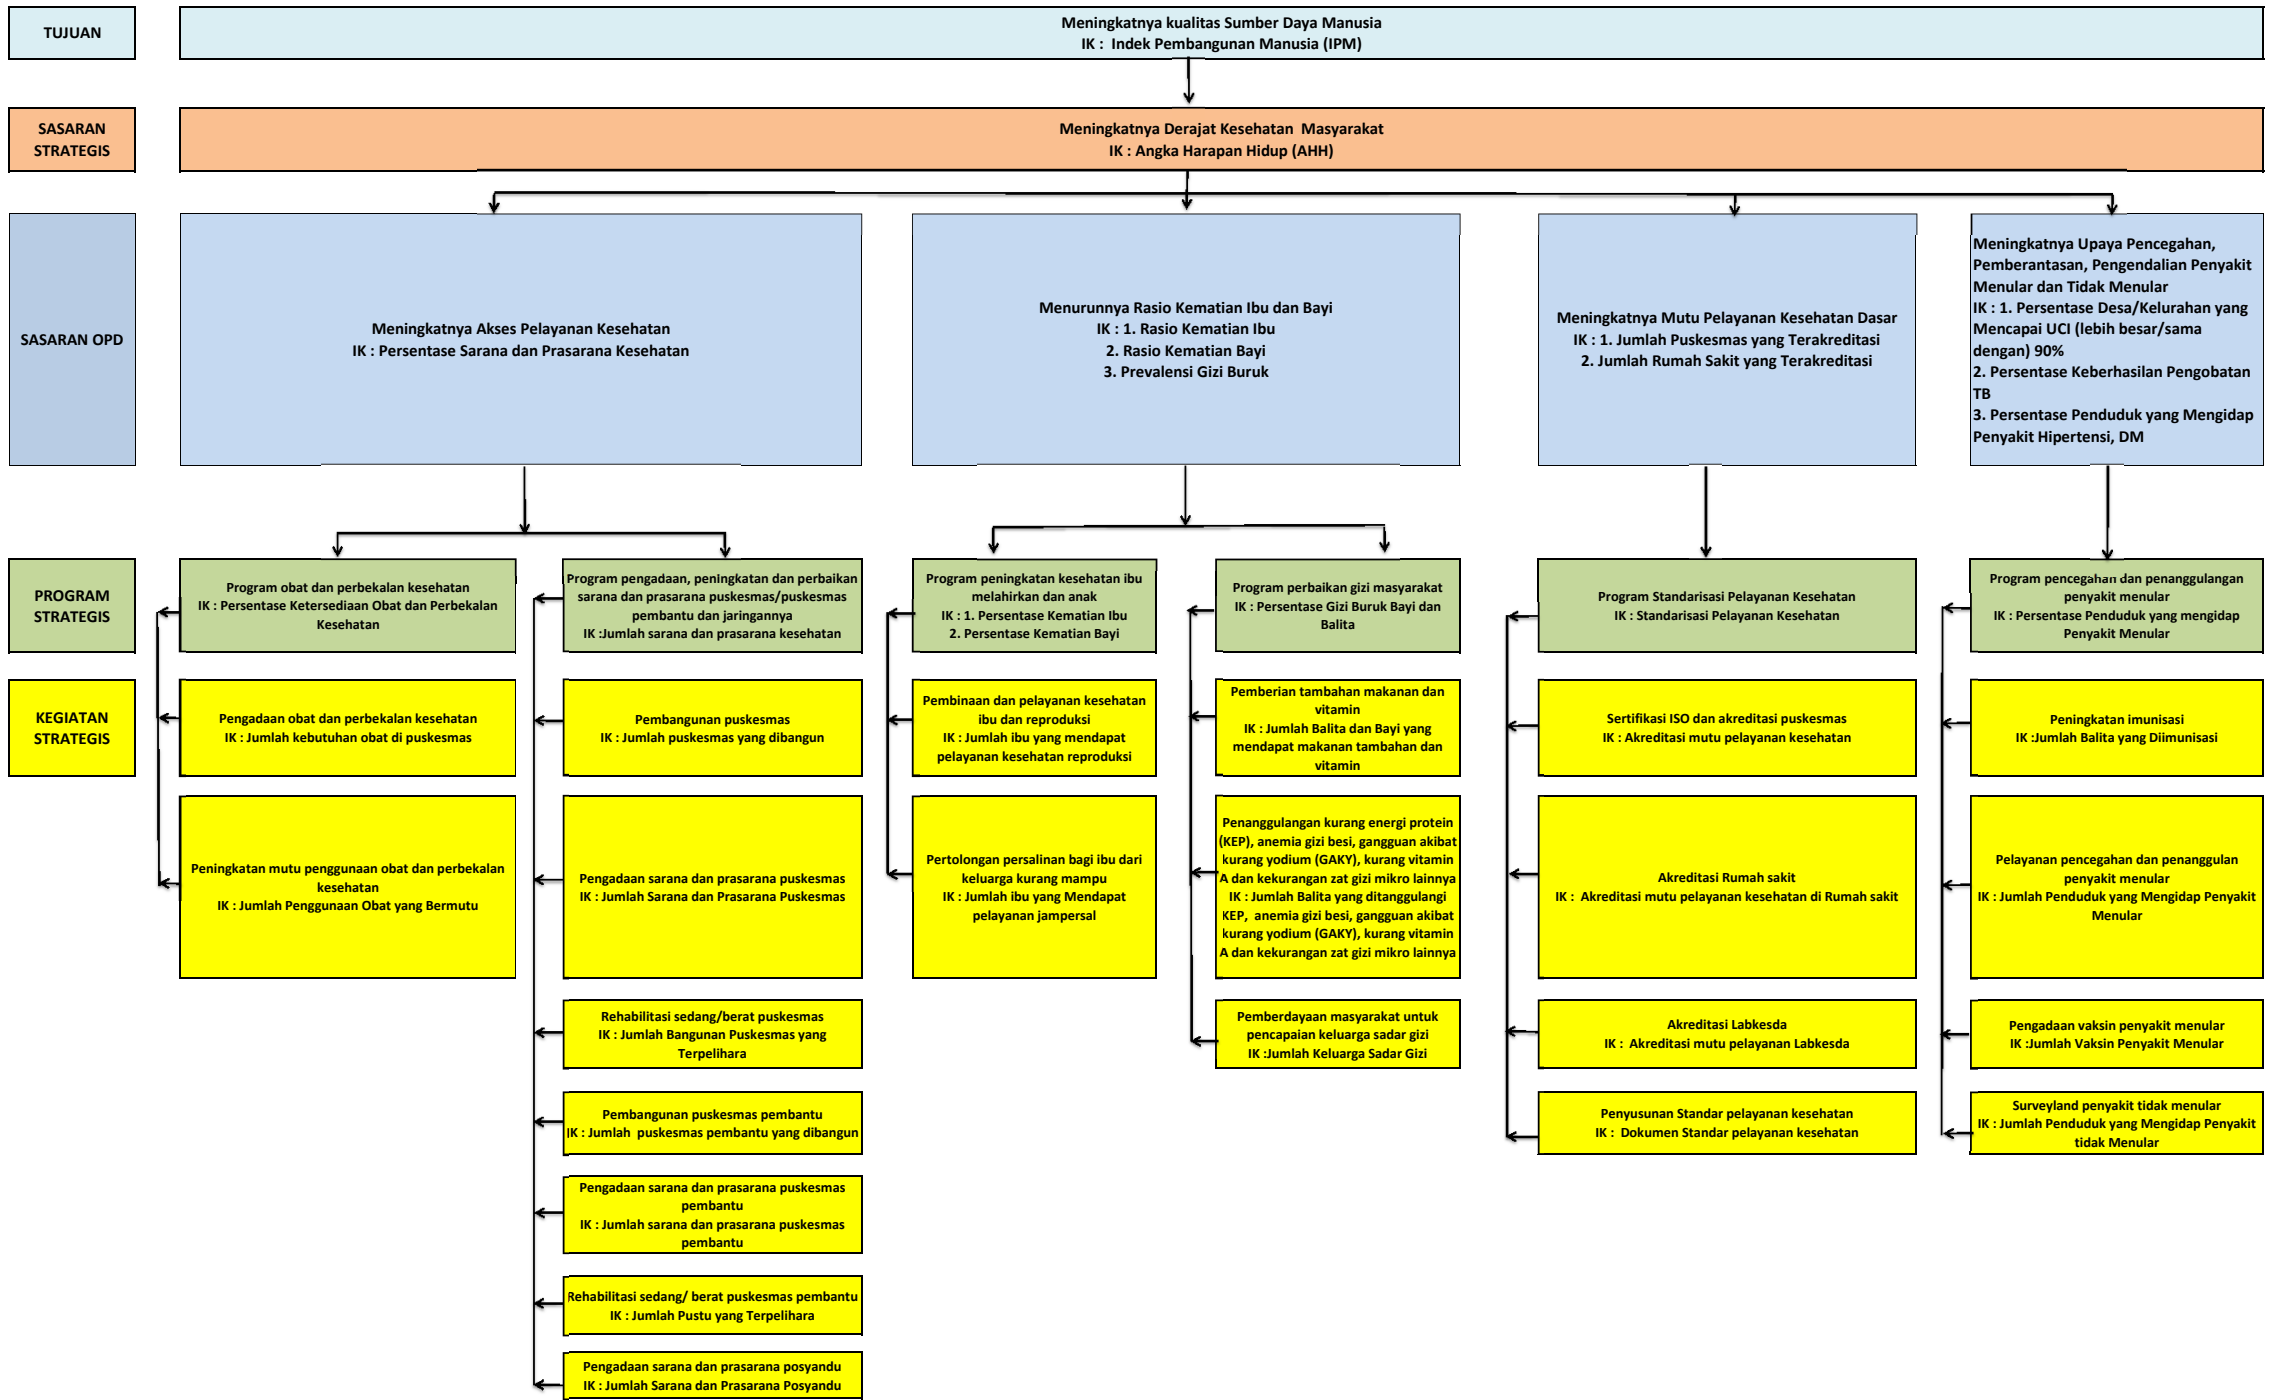 TUJUAN
Meningkatnya kualitas Sumber Daya Manusia
IK : Indek Pembangunan Manusia (IPM)
SASARAN
STRATEGIS
Meningkatnya Derajat Kesehatan Masyarakat
IK : Angka Harapan Hidup (AHH)
SASARAN OPD
Meningkatnya Akses Pelayanan Kesehatan
IK : Persentase Sarana dan Prasarana Kesehatan
Menurunnya Rasio Kematian Ibu dan Bayi
IK : 1. Rasio Kematian Ibu
2. Rasio Kematian Bayi
3. Prevalensi Gizi Buruk
Meningkatnya Mutu Pelayanan Kesehatan Dasar
IK : 1. Jumlah Puskesmas yang Terakreditasi
2. Jumlah Rumah Sakit yang Terakreditasi
Meningkatnya Upaya Pencegahan,
Pemberantasan, Pengendalian Penyakit
Menular dan Tidak Menular
IK : 1. Persentase Desa/Kelurahan yang
Mencapai UCI (lebih besar/sama
dengan) 90%
2. Persentase Keberhasilan Pengobatan
TB
3. Persentase Penduduk yang Mengidap
Penyakit Hipertensi, DM
PROGRAM
STRATEGIS
Program obat dan perbekalan kesehatan
IK : Persentase Ketersediaan Obat dan Perbekalan
Kesehatan
Program pengadaan, peningkatan dan perbaikan
sarana dan prasarana puskesmas/puskesmas
pembantu dan jaringannya
IK :Jumlah sarana dan prasarana kesehatan
Program peningkatan kesehatan ibu
melahirkan dan anak
IK : 1. Persentase Kematian Ibu
2. Persentase Kematian Bayi
Program perbaikan gizi masyarakat
IK : Persentase Gizi Buruk Bayi dan
Balita
Program Standarisasi Pelayanan Kesehatan
IK : Standarisasi Pelayanan Kesehatan
Program pencegahan dan penanggulangan
penyakit menular
IK : Persentase Penduduk yang mengidap
Penyakit Menular
KEGIATAN
STRATEGIS
Pengadaan obat dan perbekalan kesehatan
IK : Jumlah kebutuhan obat di puskesmas
Pembangunan puskesmas
IK : Jumlah puskesmas yang dibangun
Pembinaan dan pelayanan kesehatan
ibu dan reproduksi
IK : Jumlah ibu yang mendapat
pelayanan kesehatan reproduksi
Pemberian tambahan makanan dan
vitamin
IK : Jumlah Balita dan Bayi yang
mendapat makanan tambahan dan
vitamin
Sertifikasi ISO dan akreditasi puskesmas
IK : Akreditasi mutu pelayanan kesehatan
Peningkatan imunisasi
IK :Jumlah Balita yang Diimunisasi
Peningkatan mutu penggunaan obat dan perbekalan
kesehatan
IK : Jumlah Penggunaan Obat yang Bermutu
Pengadaan sarana dan prasarana puskesmas
IK : Jumlah Sarana dan Prasarana Puskesmas
Pertolongan persalinan bagi ibu dari
keluarga kurang mampu
IK : Jumlah ibu yang Mendapat
pelayanan jampersal
Penanggulangan kurang energi protein
(KEP), anemia gizi besi, gangguan akibat
kurang yodium (GAKY), kurang vitamin
A dan kekurangan zat gizi mikro lainnya
IK : Jumlah Balita yang ditanggulangi
KEP, anemia gizi besi, gangguan akibat
kurang yodium (GAKY), kurang vitamin
A dan kekurangan zat gizi mikro lainnya
Akreditasi Rumah sakit
IK : Akreditasi mutu pelayanan kesehatan di Rumah sakit
Pelayanan pencegahan dan penanggulan
penyakit menular
IK : Jumlah Penduduk yang Mengidap Penyakit
Menular
Rehabilitasi sedang/berat puskesmas
IK : Jumlah Bangunan Puskesmas yang
Terpelihara
Pemberdayaan masyarakat untuk
pencapaian keluarga sadar gizi
IK :Jumlah Keluarga Sadar Gizi
Akreditasi Labkesda
IK : Akreditasi mutu pelayanan Labkesda
Pengadaan vaksin penyakit menular
IK :Jumlah Vaksin Penyakit Menular
Pembangunan puskesmas pembantu
IK : Jumlah puskesmas pembantu yang dibangun
Penyusunan Standar pelayanan kesehatan
IK : Dokumen Standar pelayanan kesehatan
Surveyland penyakit tidak menular
IK : Jumlah Penduduk yang Mengidap Penyakit
tidak Menular
Pengadaan sarana dan prasarana puskesmas
pembantu
IK : Jumlah sarana dan prasarana puskesmas
pembantu
Rehabilitasi sedang/ berat puskesmas pembantu
IK : Jumlah Pustu yang Terpelihara
Pengadaan sarana dan prasarana posyandu
IK : Jumlah Sarana dan Prasarana Posyandu